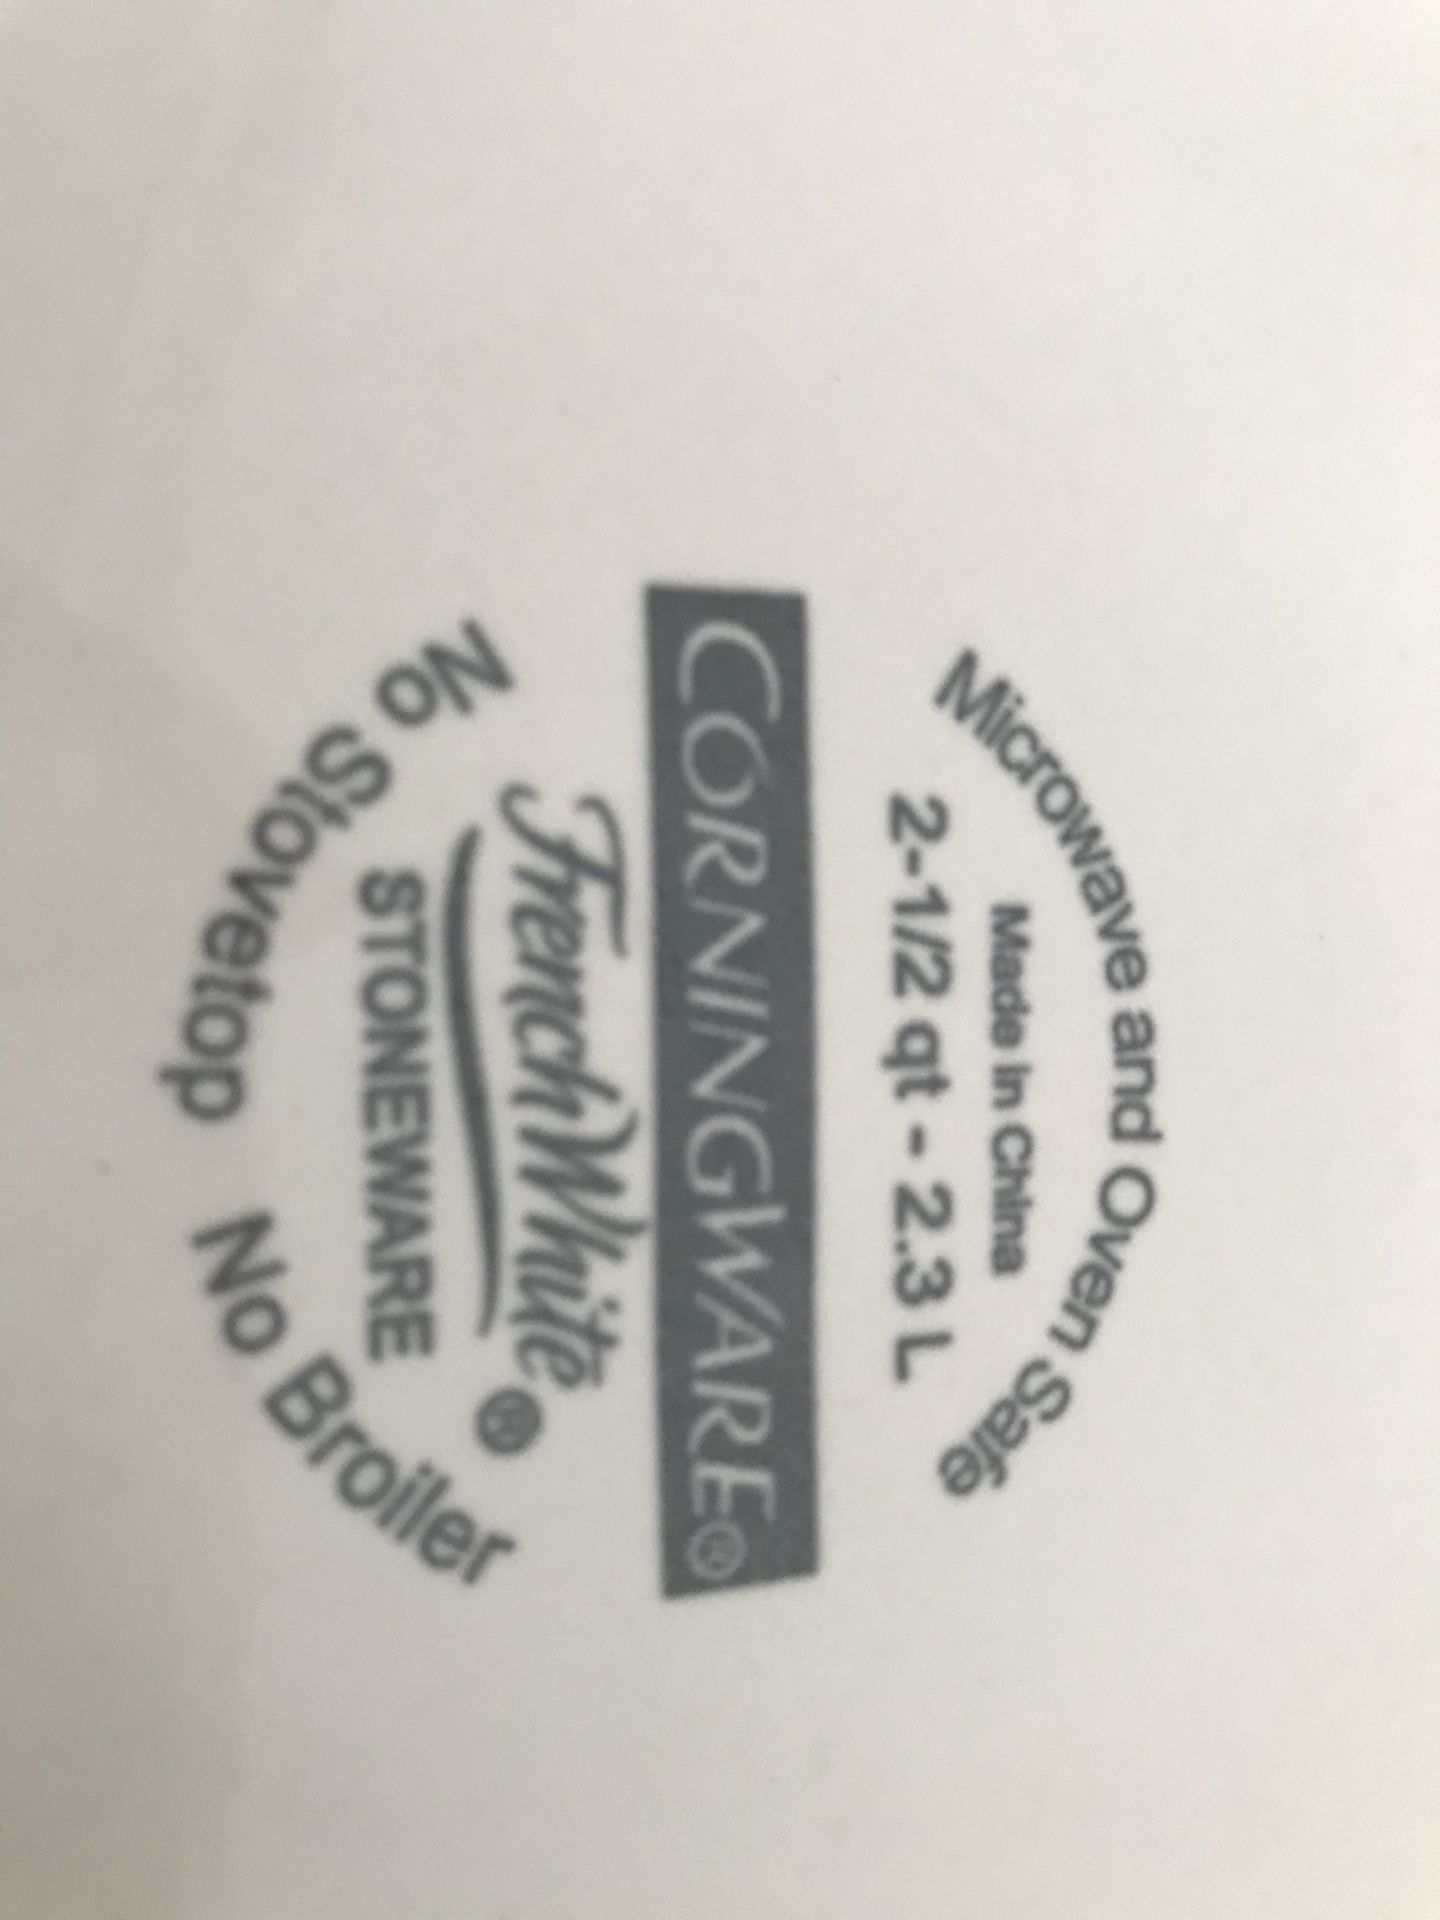 Microwave and Oven Safe
Made in China
2-1/2 qt - 2.3 L
CORNINGWARE®
French White®
STONEWARE
No Stovetop No Broiler